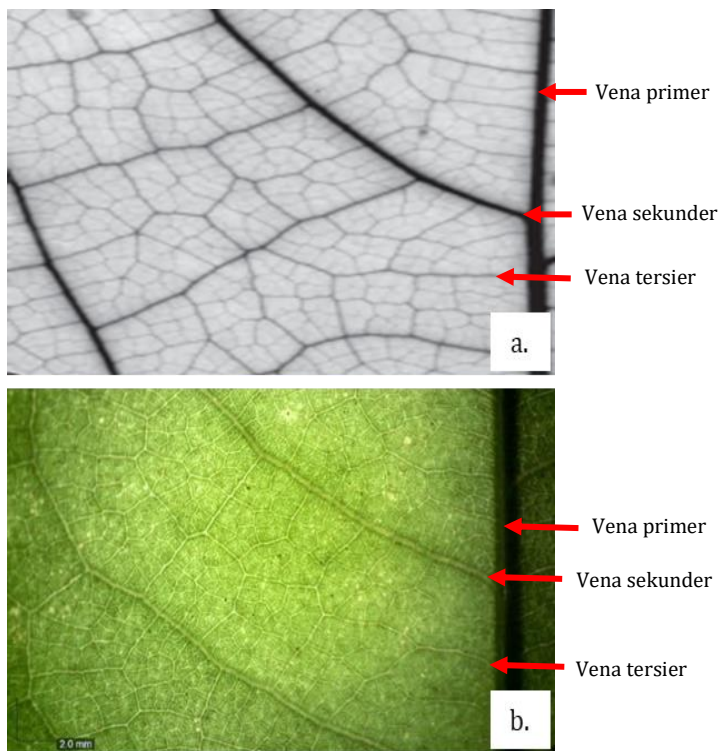 Vena primer
Vena sekunder
Vena tersier
a.
Vena primer
Vena sekunder
Vena tersier
b.
2.0 mm